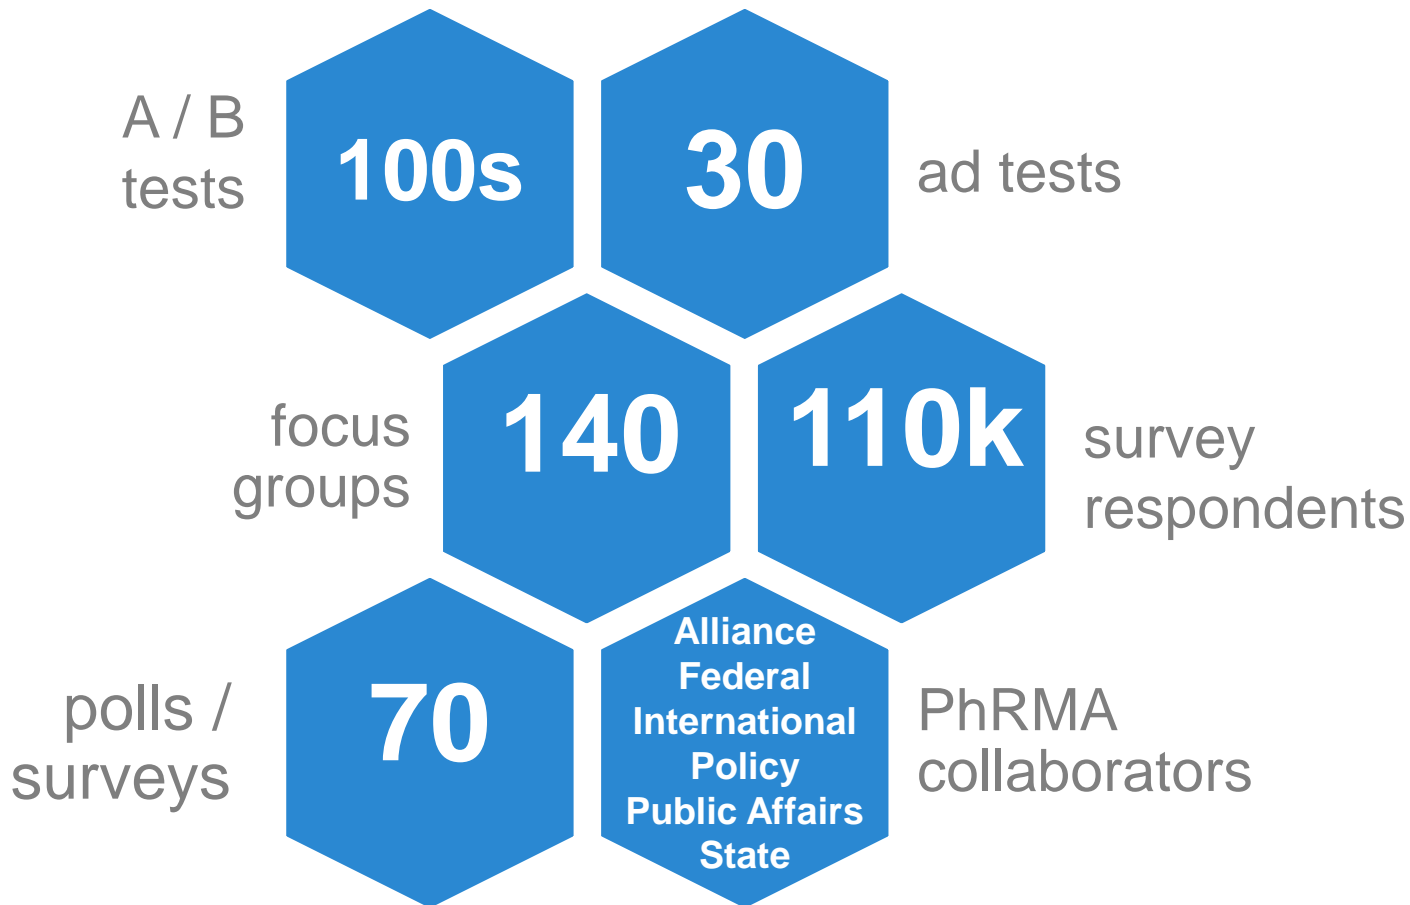 A / B
tests
100s
30
ad tests
focus
groups
140
110k
survey
respondents
polls /
surveys
70
Alliance
Federal
International
Policy
Public Affairs
State
PhRMA
collaborators